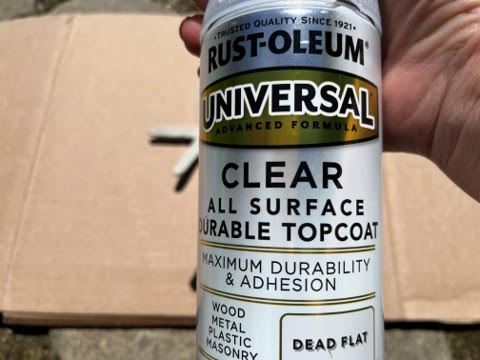 • TRUSTED QUALITY SINCE 1921 •
RUST-OLEUM®
UNIVERSAL®
ADVANCED FORMULA
CLEAR
ALL SURFACE
DURABLE TOPCOAT
MAXIMUM DURABILITY
& ADHESION
WOOD
METAL
PLASTIC
MASONRY
DEAD FLAT